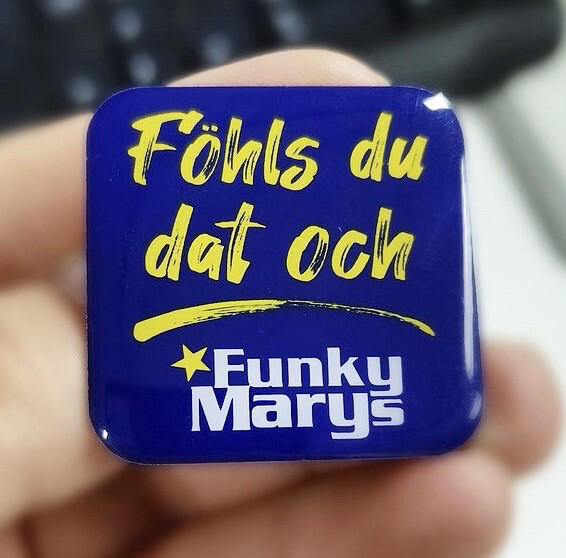 Föhls du
dat och
Funky
Marys